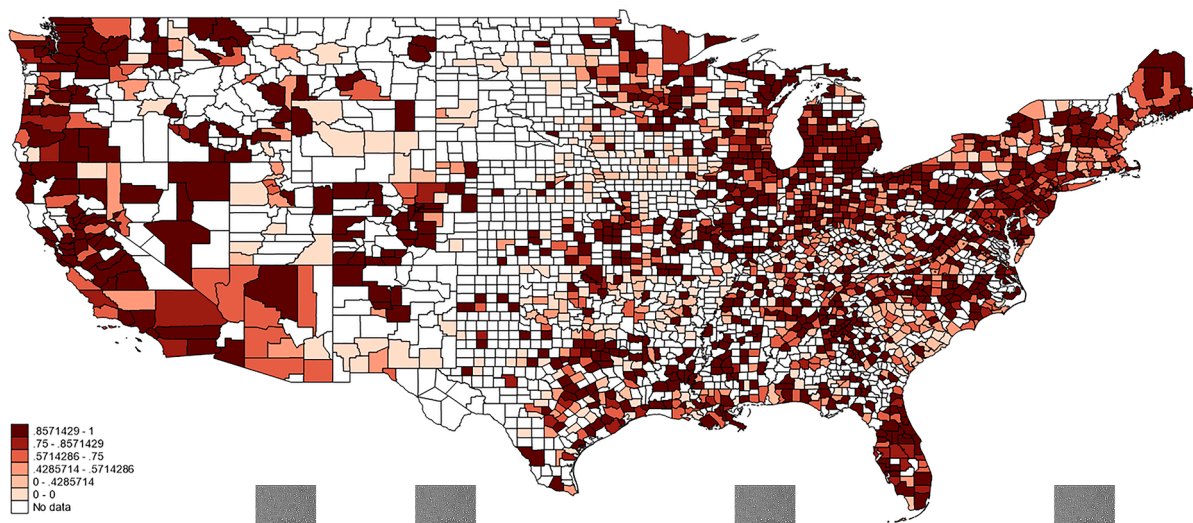 .8571429 - 1
.75 - .8571429
.5714286 - .75
.4285714 - .5714286
0 - .4285714
0 - 0
No data